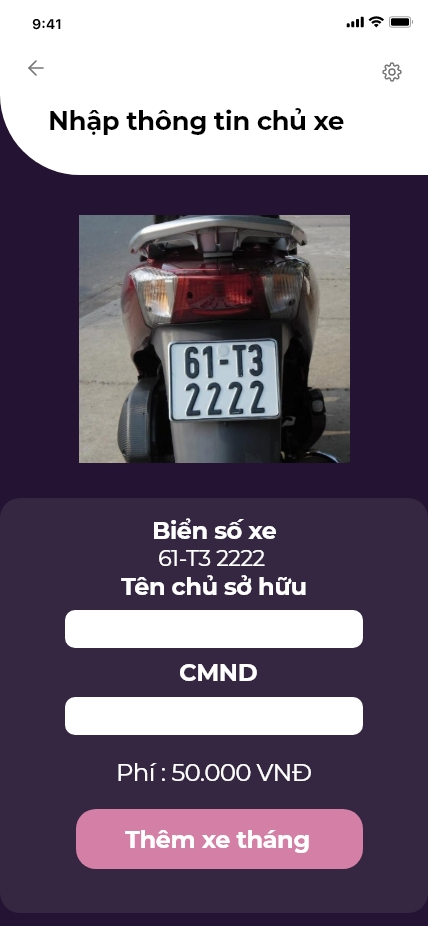 9:41
Nhập thông tin chủ xe
61-T3
2222
Biển số xe
61-T3 2222
Tên chủ sở hữu
CMND
Phí : 50.000 VNĐ
Thêm xe tháng